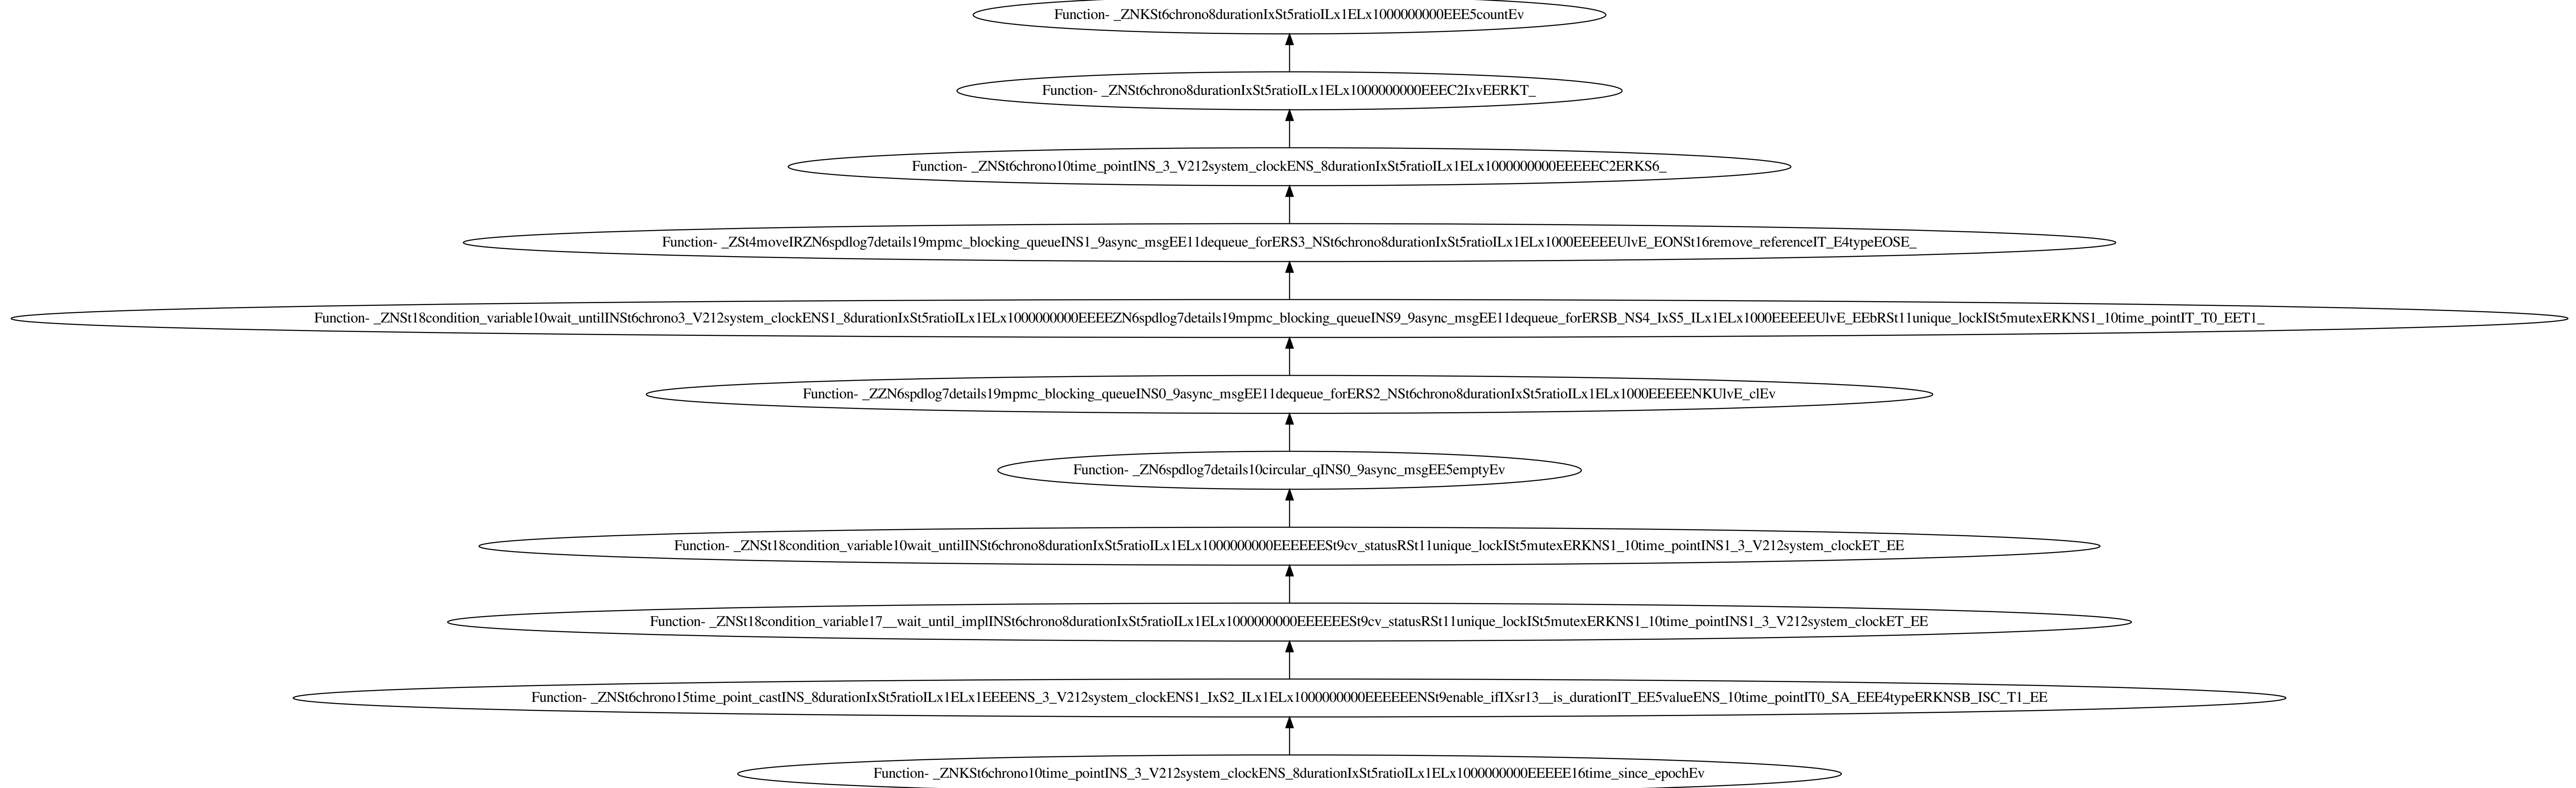 Function- _ZNKSt6chrono8durationIxSt5ratioILx1ELx1000000000EEE5countEv
Function- _ZNSt6chrono8durationIxSt5ratioILx1ELx1000000000EEEC2IxvEERKT_
Function- _ZNSt6chrono10time_pointINS_3_V212system_clockENS_8durationIxSt5ratioILx1ELx1000000000EEEEEC2ERKS6_
Function- _ZSt4moveIRZN6spdlog7details19mpmc_blocking_queueINS1_9async_msgEE11dequeue_forERS3_NSt6chrono8durationIxSt5ratioILx1ELx1000EEEEEUlvE_EONSt16remove_referenceIT_E4typeEOSE_
Function- _ZNSt18condition_variable10wait_untilINSt6chrono3_V212system_clockENS1_8durationIxSt5ratioILx1ELx1000000000EEEEZN6spdlog7details19mpmc_blocking_queueINS9_9async_msgEE11dequeue_forERSB_NS4_IxS5_ILx1ELx1000EEEEEUlvE_EEbRSt11unique_lockISt5mutexERKNS1_10time_pointIT_T0_EET1_
Function- _ZZN6spdlog7details19mpmc_blocking_queueINS0_9async_msgEE11dequeue_forERS2_NSt6chrono8durationIxSt5ratioILx1ELx1000EEEEENKUlvE_clEv
Function- _ZN6spdlog7details10circular_qINS0_9async_msgEE5emptyEv
Function- _ZNSt18condition_variable10wait_untilINSt6chrono8durationIxSt5ratioILx1ELx1000000000EEEEEESt9cv_statusRSt11unique_lockISt5mutexERKNS1_10time_pointINS1_3_V212system_clockET_EE
Function- _ZNSt18condition_variable17__wait_until_implINSt6chrono8durationIxSt5ratioILx1ELx1000000000EEEEEESt9cv_statusRSt11unique_lockISt5mutexERKNS1_10time_pointINS1_3_V212system_clockET_EE
Function- _ZNSt6chrono15time_point_castINS_8durationIxSt5ratioILx1ELx1EEEENS_3_V212system_clockENS1_IxS2_ILx1ELx1000000000EEEEEENSt9enable_ifIXsr13__is_durationIT_EE5valueENS_10time_pointIT0_SA_EEE4typeERKNSB_ISC_T1_EE
Function- _ZNKSt6chrono10time_pointINS_3_V212system_clockENS_8durationIxSt5ratioILx1ELx1000000000EEEEE16time_since_epochEv